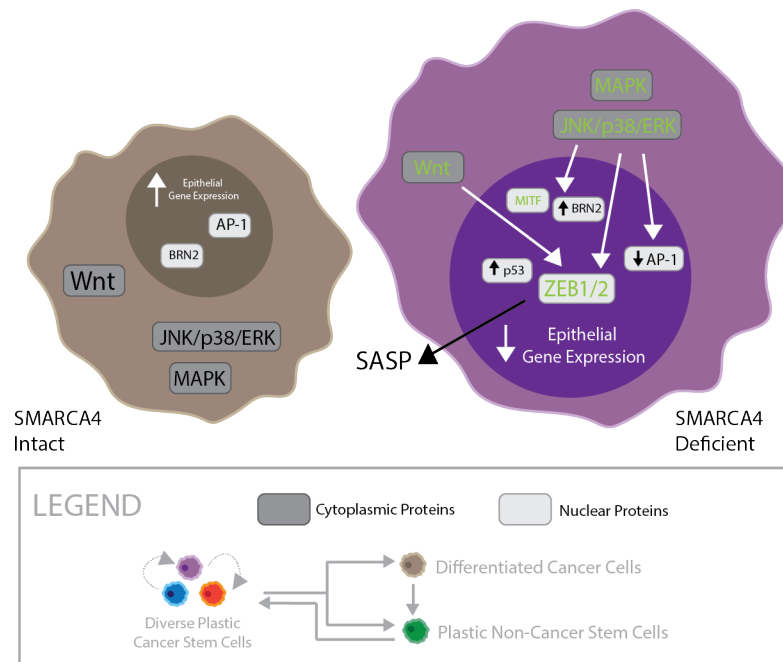 MAPK
JNK/p38/ERK
Wnt
MITF
BRN2
AP-1
p53
ZEB1/2
Epithelial
Gene Expression
SASP
Epithelial
Gene Expression
AP-1
BRN2
Wnt
JNK/p38/ERK
MAPK
SMARCA4
Intact
SMARCA4
Deficient
LEGEND
Cytoplasmic Proteins
Nuclear Proteins
Differentiated Cancer Cells
Diverse Plastic
Cancer Stem Cells
Plastic Non-Cancer Stem Cells